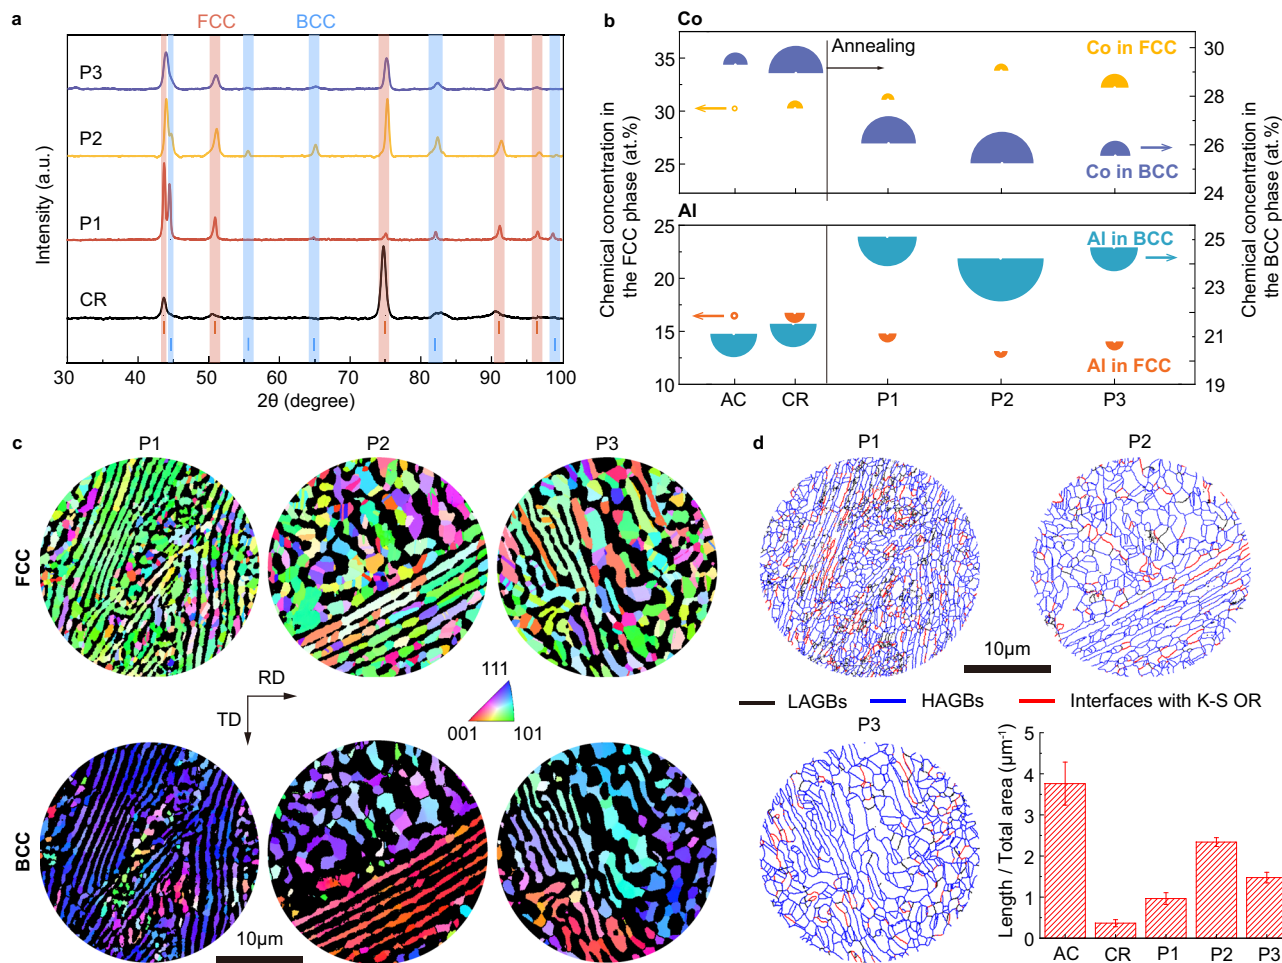 a
FCC
BCC
P3
P2
P1
CR
Intensity (a.u.)
30 40 50 60 70 80 90 100
2θ (degree)
b
Co
Annealing
Co in FCC
Co in BCC
35
30
25
30
28
26
24
Al
Al in BCC
Al in FCC
25
20
15
10
25
23
21
19
Chemical concentration in
the FCC phase (at.%)
Chemical concentration in
the BCC phase (at.%)
AC CR P1 P2 P3
c
P1 P2 P3
FCC
RD
TD
111
001 101
BCC
10μm
d
P1 P2
10μm
LAGBs HAGBs Interfaces with K-S OR
P3
Length / Total area (μm⁻¹)
5
4
3
2
1
0
AC CR P1 P2 P3